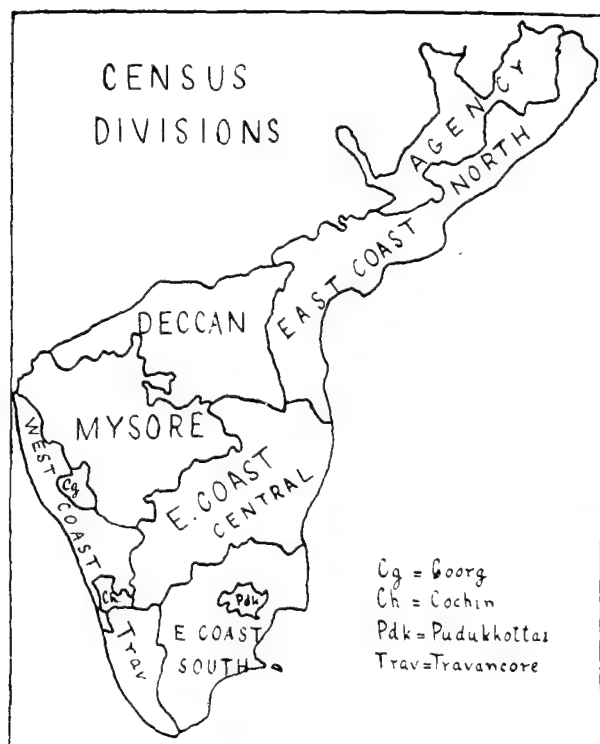 CENSUS
DIVISIONS
AGENCY
EAST COAST NORTH
DECCAN
MYSORE
WEST COAST
Cg
E. COAST
CENTRAL
Ch
Pdk
Trav
E COAST
SOUTH
Cg = Coorg
Ch = Cochin
Pdk = Pudukhottai
Trav = Travancore